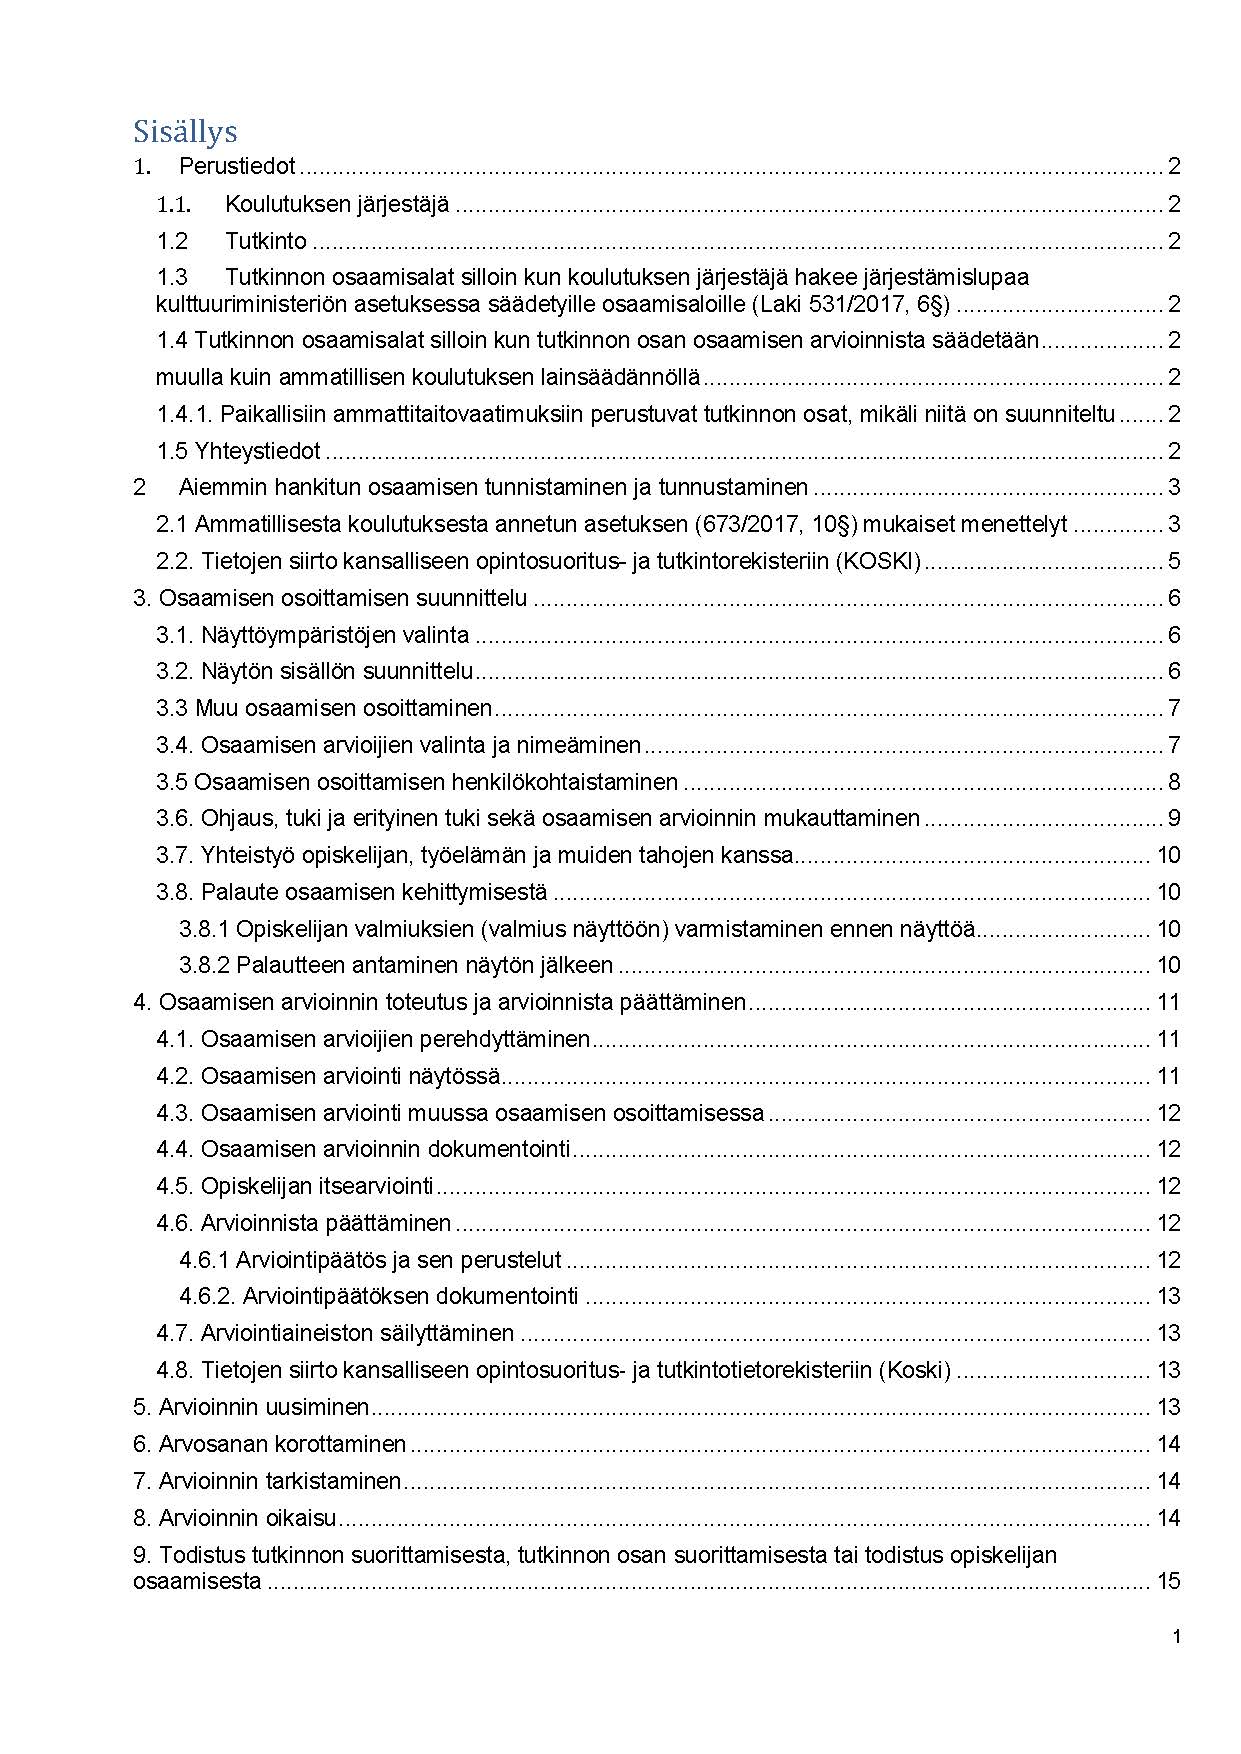 Sisällys
1. Perustiedot ........ 2
1.1. Koulutuksen järjestäjä ........ 2
1.2 Tutkinto ........ 2
1.3 Tutkinnon osaamisalat silloin kun koulutuksen järjestäjä hakee järjestämislupaa
kulttuuriministeriön asetuksessa säädetyille osaamisaloille (Laki 531/2017, 6§) ........ 2
1.4 Tutkinnon osaamisalat silloin kun tutkinnon osan osaamisen arvioinnista säädetään ........ 2
muulla kuin ammatillisen koulutuksen lainsäädännöllä ........ 2
1.4.1. Paikallisiin ammattitaitovaatimuksiin perustuvat tutkinnon osat, mikäli niitä on suunniteltu ....... 2
1.5 Yhteystiedot ........ 2
2 Aiemmin hankitun osaamisen tunnistaminen ja tunnustaminen ........ 3
2.1 Ammatillisesta koulutuksesta annetun asetuksen (673/2017, 10§) mukaiset menettelyt ........ 3
2.2. Tietojen siirto kansalliseen opintosuoritus- ja tutkintorekisteriin (KOSKI) ........ 5
3. Osaamisen osoittamisen suunnittelu ........ 6
3.1. Näyttöympäristöjen valinta ........ 6
3.2. Näytön sisällön suunnittelu ........ 6
3.3 Muu osaamisen osoittaminen ........ 7
3.4. Osaamisen arvioijien valinta ja nimeäminen ........ 7
3.5 Osaamisen osoittamisen henkilökohtaistaminen ........ 8
3.6. Ohjaus, tuki ja erityinen tuki sekä osaamisen arvioinnin mukauttaminen ........ 9
3.7. Yhteistyö opiskelijan, työelämän ja muiden tahojen kanssa ........ 10
3.8. Palaute osaamisen kehittymisestä ........ 10
3.8.1 Opiskelijan valmiuksien (valmius näyttöön) varmistaminen ennen näyttöä ........ 10
3.8.2 Palautteen antaminen näytön jälkeen ........ 10
4. Osaamisen arvioinnin toteutus ja arvioinnista päättäminen ........ 11
4.1. Osaamisen arvioijien perehdyttäminen ........ 11
4.2. Osaamisen arviointi näytössä ........ 11
4.3. Osaamisen arviointi muussa osaamisen osoittamisessa ........ 12
4.4. Osaamisen arvioinnin dokumentointi ........ 12
4.5. Opiskelijan itsearviointi ........ 12
4.6. Arvioinnista päättäminen ........ 12
4.6.1 Arviointipäätös ja sen perustelut ........ 12
4.6.2. Arviointipäätöksen dokumentointi ........ 13
4.7. Arviointiaineiston säilyttäminen ........ 13
4.8. Tietojen siirto kansalliseen opintosuoritus- ja tutkintotietorekisteriin (Koski) ........ 13
5. Arvioinnin uusiminen ........ 13
6. Arvosanan korottaminen ........ 14
7. Arvioinnin tarkistaminen ........ 14
8. Arvioinnin oikaisu ........ 14
9. Todistus tutkinnon suorittamisesta, tutkinnon osan suorittamisesta tai todistus opiskelijan
osaamisesta ........ 15
1